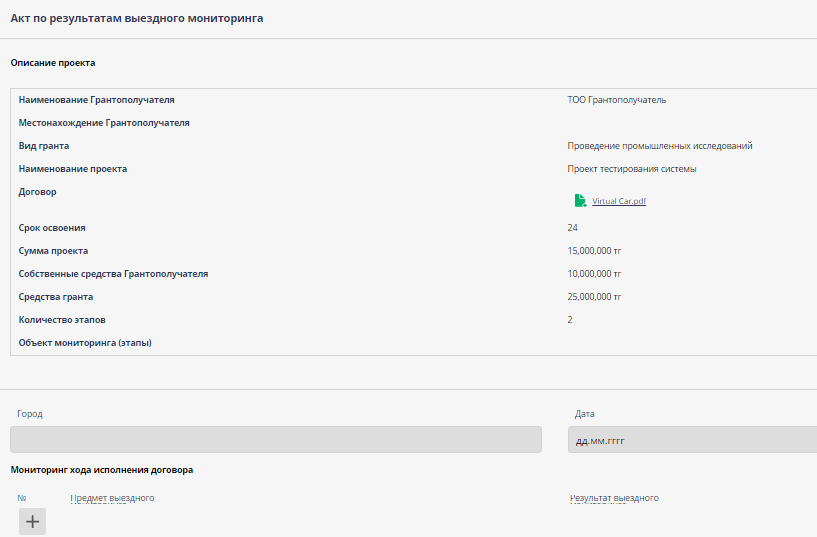 Акт по результатам выездного мониторинга
Описание проекта
Наименование Грантополучателя ТОО Грантополучатель
Местонахождение Грантополучателя
Вид гранта Проведение промышленных исследований
Наименование проекта Проект тестирования системы
Договор
Virtual Car.pdf
Срок освоения 24
Сумма проекта 15,000,000 тг
Собственные средства Грантополучателя 10,000,000 тг
Средства гранта 25,000,000 тг
Количество этапов 2
Объект мониторинга (этапы)
Город Дата
дд.мм.гггг
Мониторинг хода исполнения договора
№ Предмет выездного Результат выездного
+